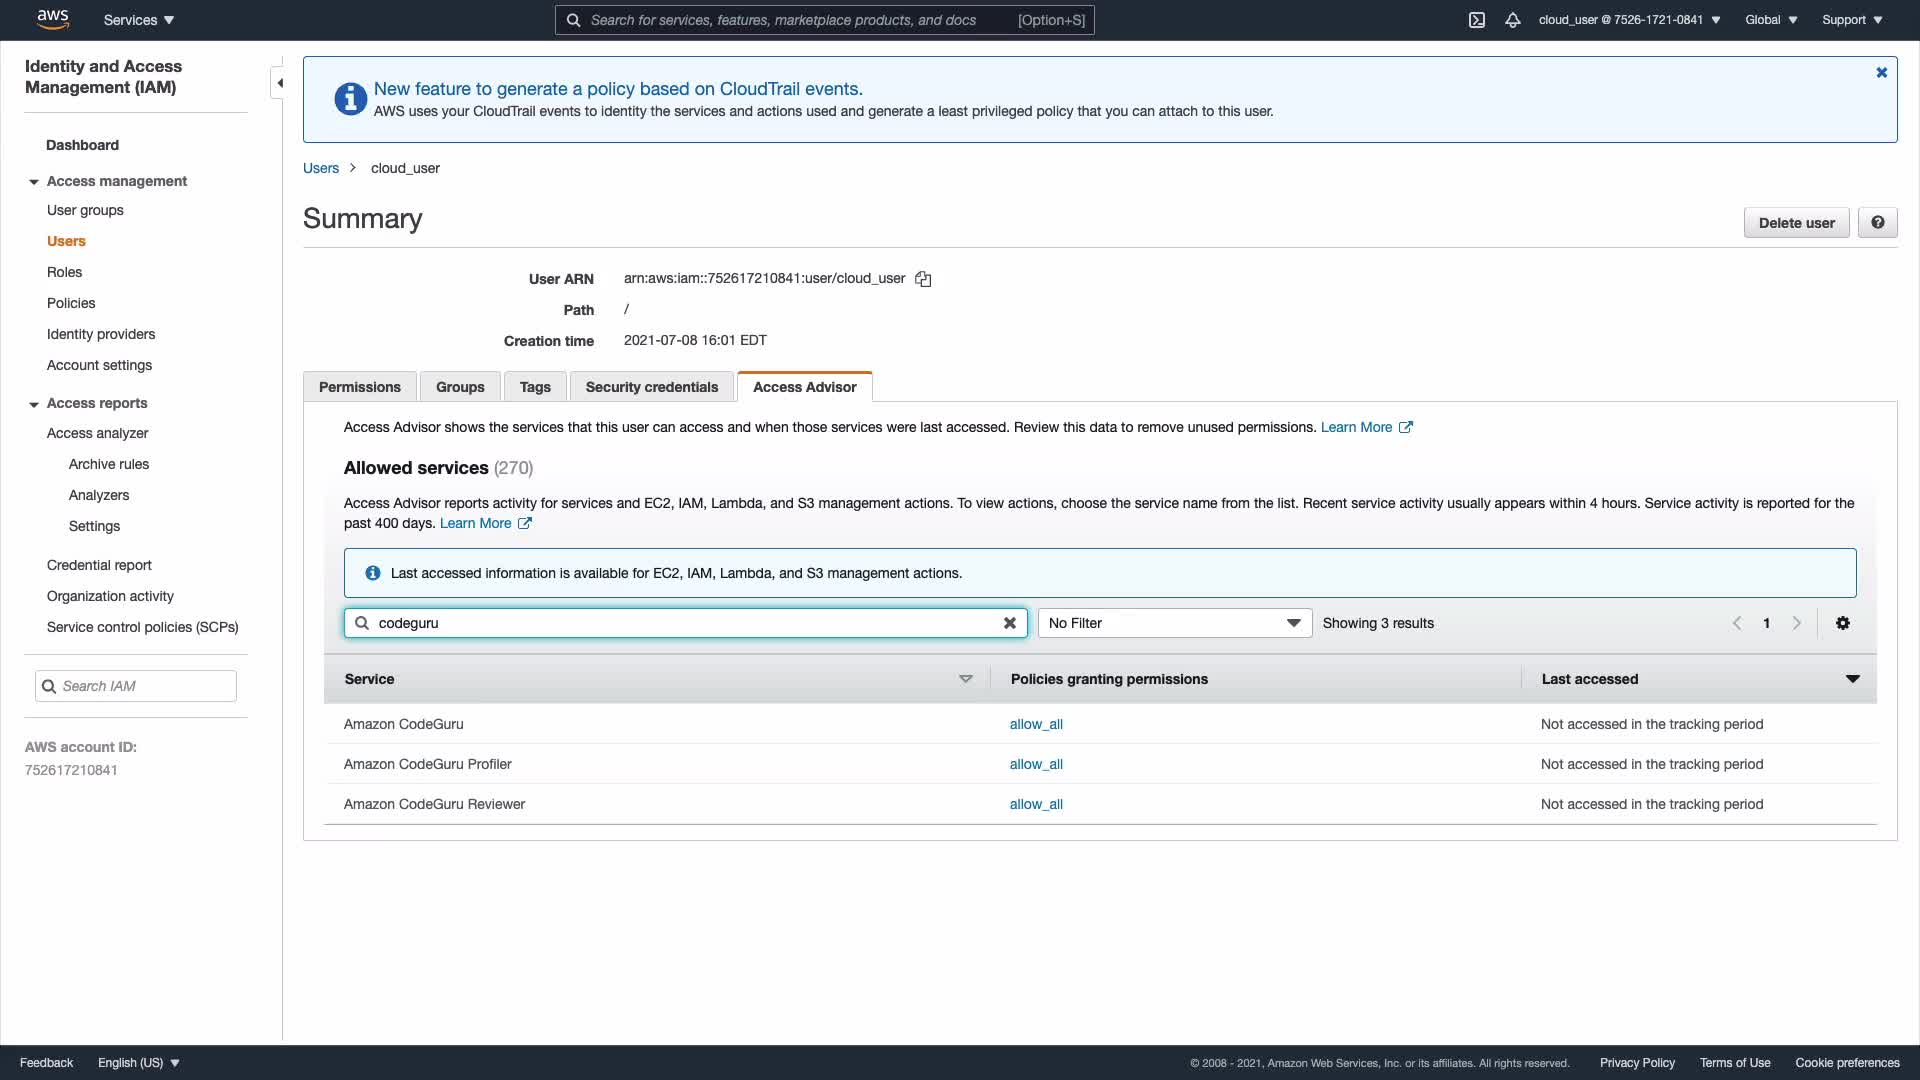 aws
Services
Search for services, features, marketplace products, and docs
[Option+S]
cloud_user @ 7526-1721-0841
Global
Support
Identity and Access
Management (IAM)
Dashboard
Access management
User groups
Users
Roles
Policies
Identity providers
Account settings
Access reports
Access analyzer
Archive rules
Analyzers
Settings
Credential report
Organization activity
Service control policies (SCPs)
Search IAM
AWS account ID:
752617210841
New feature to generate a policy based on CloudTrail events.
AWS uses your CloudTrail events to identify the services and actions used and generate a least privileged policy that you can attach to this user.
Users > cloud_user
Summary
Delete user
User ARN arn:aws:iam::752617210841:user/cloud_user
Path /
Creation time 2021-07-08 16:01 EDT
Permissions
Groups
Tags
Security credentials
Access Advisor
Access Advisor shows the services that this user can access and when those services were last accessed. Review this data to remove unused permissions. Learn More
Allowed services (270)
Access Advisor reports activity for services and EC2, IAM, Lambda, and S3 management actions. To view actions, choose the service name from the list. Recent service activity usually appears within 4 hours. Service activity is reported for the
past 400 days. Learn More
Last accessed information is available for EC2, IAM, Lambda, and S3 management actions.
codeguru
No Filter
Showing 3 results
1
Service Policies granting permissions Last accessed
Amazon CodeGuru allow_all Not accessed in the tracking period
Amazon CodeGuru Profiler allow_all Not accessed in the tracking period
Amazon CodeGuru Reviewer allow_all Not accessed in the tracking period
Feedback
English (US)
© 2008 - 2021, Amazon Web Services, Inc. or its affiliates. All rights reserved.
Privacy Policy
Terms of Use
Cookie preferences